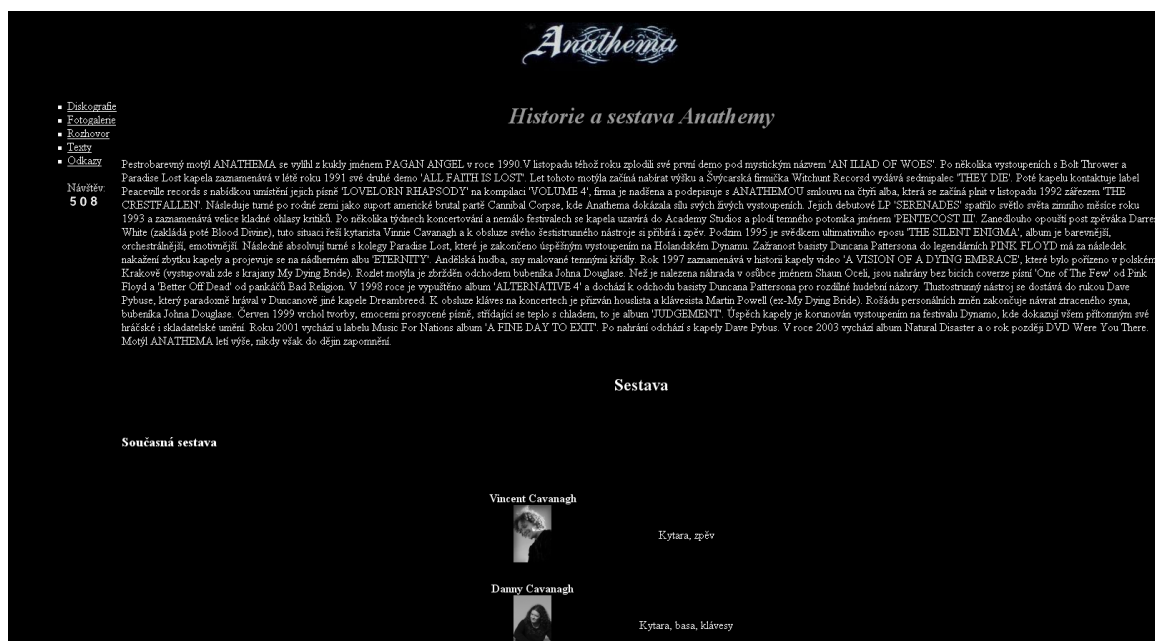 Anathema
Historie a sestava Anathemy
Diskografie
Fotogalerie
Rozhovor
Texty
Odkazy
Návštěv:
508
Pestrobarevný motýl ANATHEMA se vylíhl z kukly jménem PAGAN ANGEL v roce 1990.V listopadu téhož roku zplodili své první demo pod mystickým názvem 'AN ILIAD OF WOES'. Po několika vystoupeních s Bolt Thrower a
Paradise Lost kapela zaznamenává v létě roku 1991 své druhé demo 'ALL FAITH IS LOST'. Let tohoto motýla začíná nabírat výšku a Švýcarská firmička Witchunt Recorsd vydává sedmipalec 'THEY DIE'. Poté kapelu kontaktuje label
Peaceville records s nabídkou umístění jejich písně 'LOVELORN RHAPSODY' na kompilaci 'VOLUME 4', firma je nadšena a podepisuje s ANATHEMOU smlouvu na čtyři alba, která se začíná plnit v listopadu 1992 zářezem 'THE
CRESTFALLEN'. Následuje turné po rodné zemi jako suport americké brutal partě Cannibal Corpse, kde Anathema dokázala sílu svých živých vystoupeních. Jejich debutové LP 'SERENADES' spatřilo světlo světa zimního měsíce roku
1993 a zaznamenává velice kladné ohlasy kritiků. Po několika týdnech koncertování a nemálo festivalech se kapela uzavírá do Academy Studios a plodí temného potomka jménem 'PENTECOST III'. Zanedlouho opouští post zpěváka Darre
White (zakládá poté Blood Divine), tuto situaci řeší kytarista Vinnie Cavanagh a k obsluze svého šestistrunného nástroje si přibírá i zpěv. Podzim 1995 je svědkem ultimativního eposu 'THE SILENT ENIGMA', album je barevnější,
orchestrálnější, emotivnější. Následně absolvují turné s kolegy Paradise Lost, které je zakončeno úspěšným vystoupením na Holandském Dynamu. Zažranost basisty Duncana Pattersona do legendárních PINK FLOYD má za následek
nakažení zbytku kapely a projevuje se na nádherném albu 'ETERNITY'. Andělská hudba, sny malované temnými křídly. Rok 1997 zaznamenává v historii kapely video 'A VISION OF A DYING EMBRACE', které bylo pořízeno v polském
Krakově (vystupovali zde s krajany My Dying Bride). Rozlet motýla je zbržděn odchodem bubeníka Johna Douglase. Než je nalezena náhrada v osůbce jménem Shaun Oceli, jsou nahrány bez bicích coverze písní 'One of The Few' od Pink
Floyd a 'Better Off Dead' od pankáčů Bad Religion. V 1998 roce je vypuštěno album 'ALTERNATIVE 4' a dochází k odchodu basisty Duncana Pattersona pro rozdílné hudební názory. Tlustostrunný nástroj se dostává do rukou Dave
Pybuse, který paradoxně hrával v Duncanově jiné kapele Dreambreed. K obsluze kláves na koncertech je přizván houslista a klávesista Martin Powell (ex-My Dying Bride). Rošádu personálních změn zakončuje návrat ztraceného syna,
bubeníka Johna Douglase. Červen 1999 vrchol tvorby, emocemi prosycené písně, střídající se teplo s chladem, to je album 'JUDGEMENT'. Úspěch kapely je korunován vystoupením na festivalu Dynamo, kde dokazují všem přítomným své
hráčské i skladatelské umění. Roku 2001 vychází u labelu Music For Nations album 'A FINE DAY TO EXIT'. Po nahrání odchází s kapely Dave Pybus. V roce 2003 vychází album Natural Disaster a o rok později DVD Were You There.
Motýl ANATHEMA letí výše, nikdy však do dějin zapomnění.
Sestava
Současná sestava
Vincent Cavanagh
Kytara, zpěv
Danny Cavanagh
Kytara, basa, klávesy